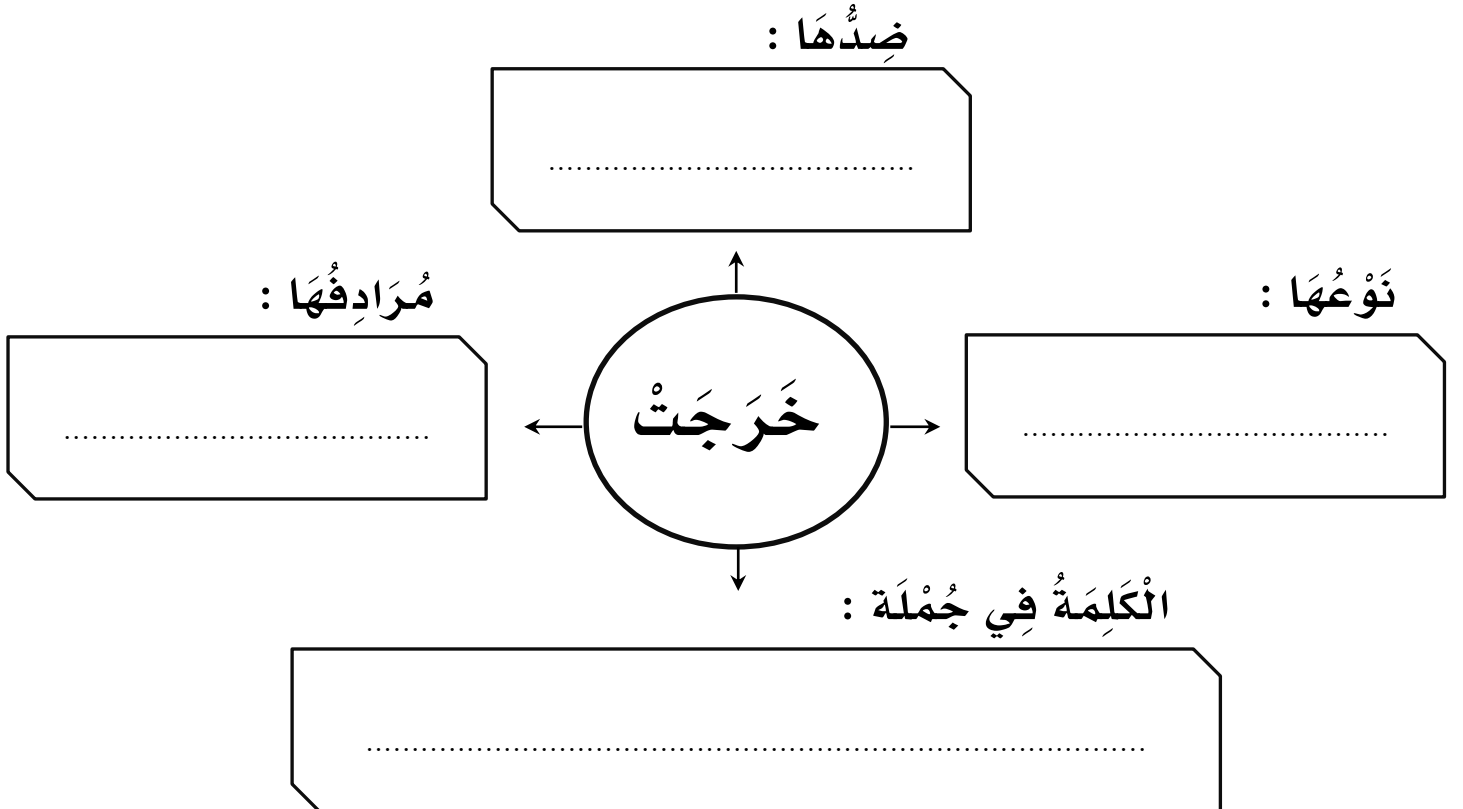 ضِدُّهَا :
نَوْعُهَا :
مُرَادِفُهَا :
خَرَجَتْ
الْكَلِمَةُ فِي جُمْلَة :